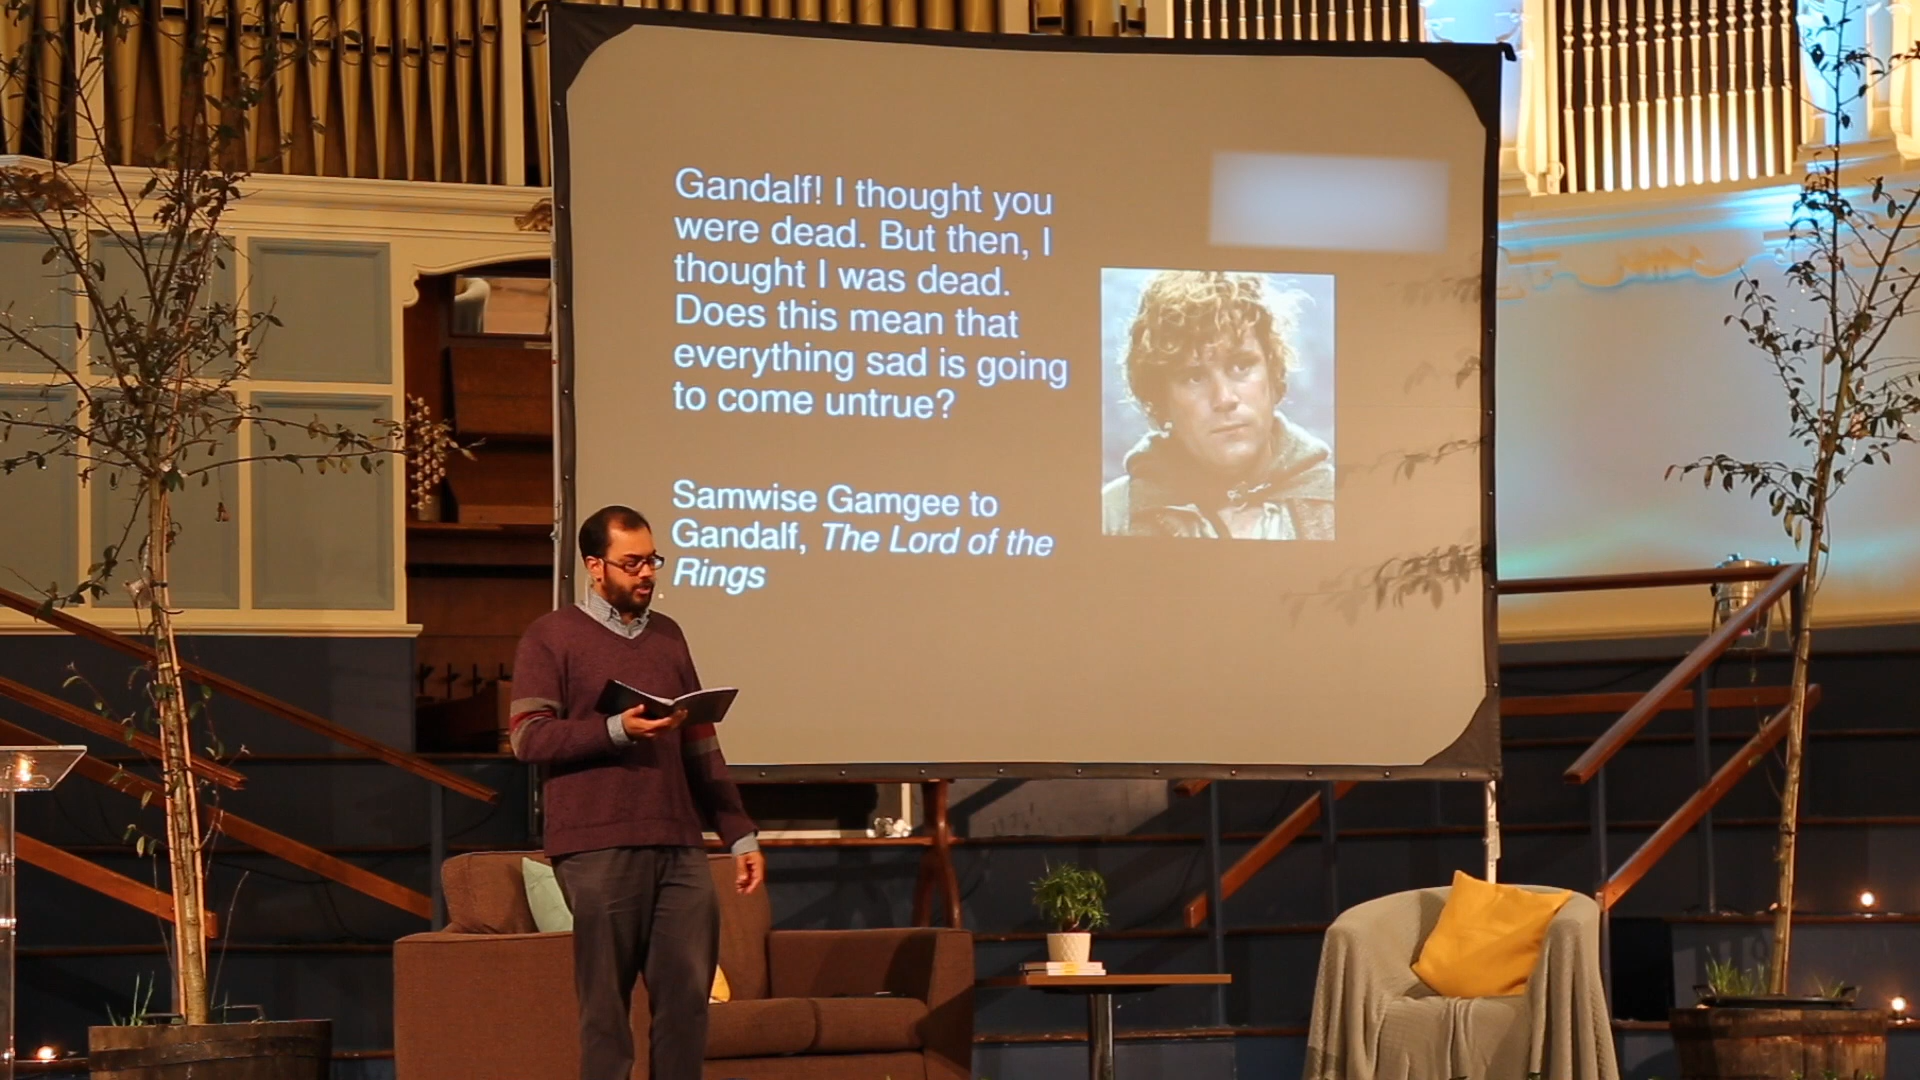 Gandalf! I thought you
were dead. But then, I
thought I was dead.
Does this mean that
everything sad is going
to come untrue?
Samwise Gamgee to
Gandalf, The Lord of the
Rings